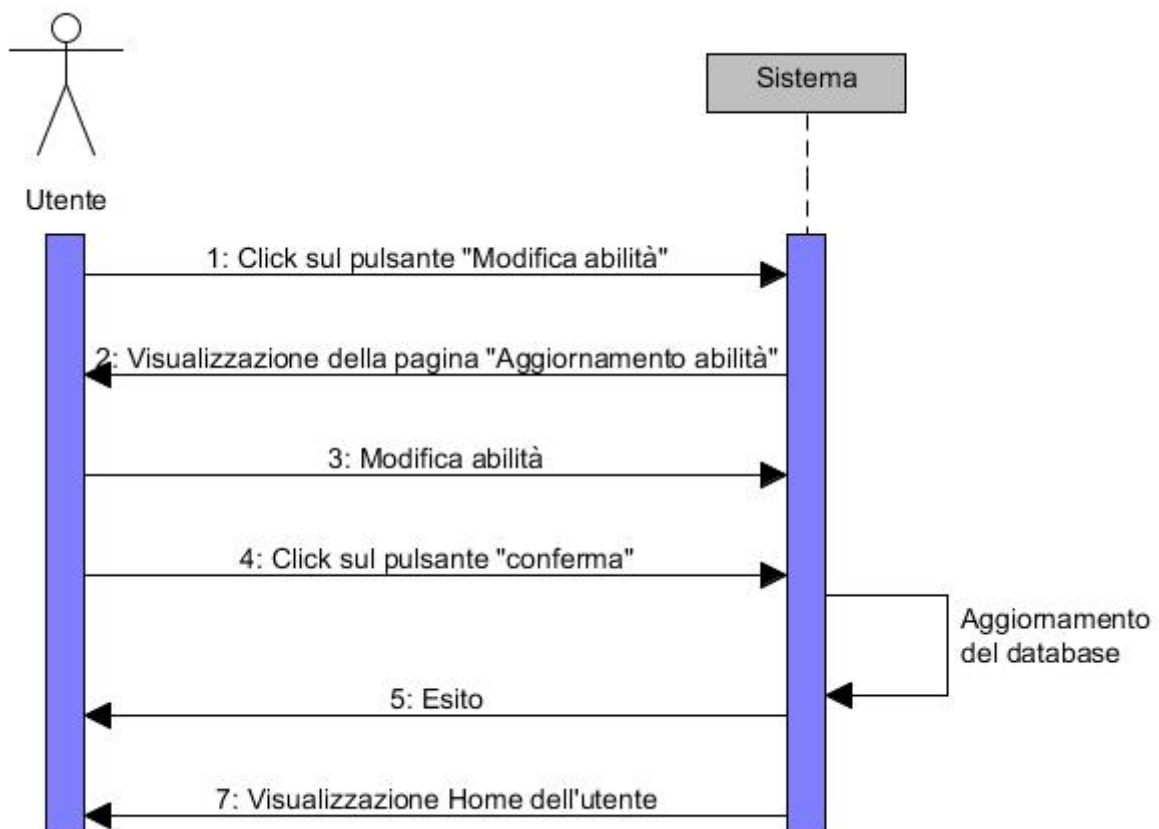 Sistema
Utente
1: Click sul pulsante "Modifica abilità"
2: Visualizzazione della pagina "Aggiornamento abilità"
3: Modifica abilità
4: Click sul pulsante "conferma"
Aggiornamento
del database
5: Esito
7: Visualizzazione Home dell'utente